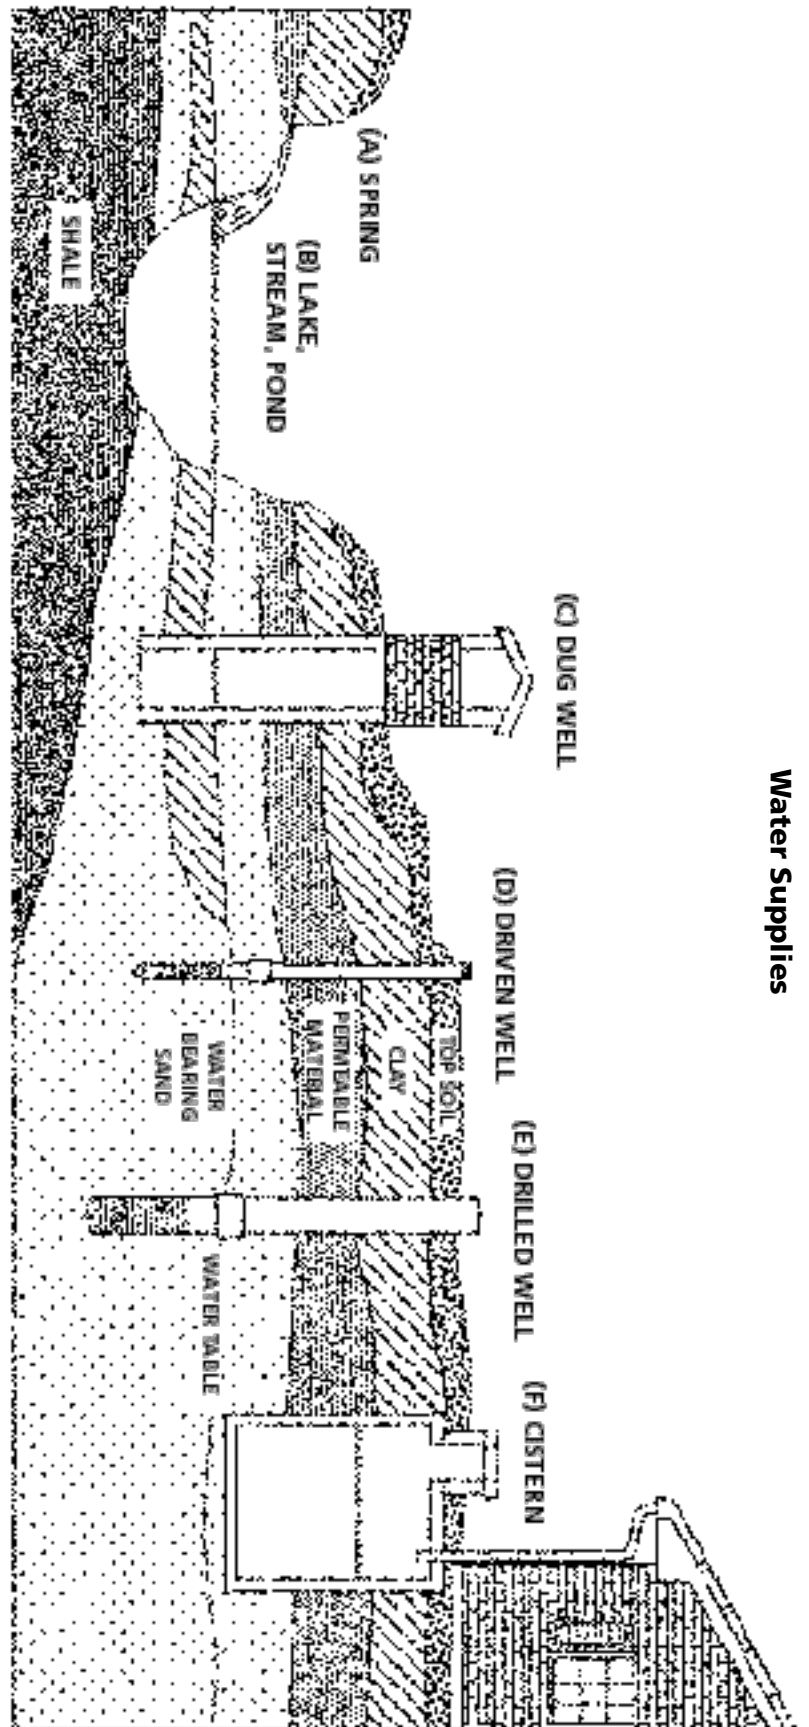 Water Supplies
(A) SPRING
(B) LAKE,
STREAM, POND
(C) DUG WELL
(D) DRIVEN WELL
(E) DRILLED WELL
(F) CISTERN
TOP SOIL
CLAY
PERMEABLE
MATERIAL
WATER
BEARING
SAND
WATER TABLE
SHALE